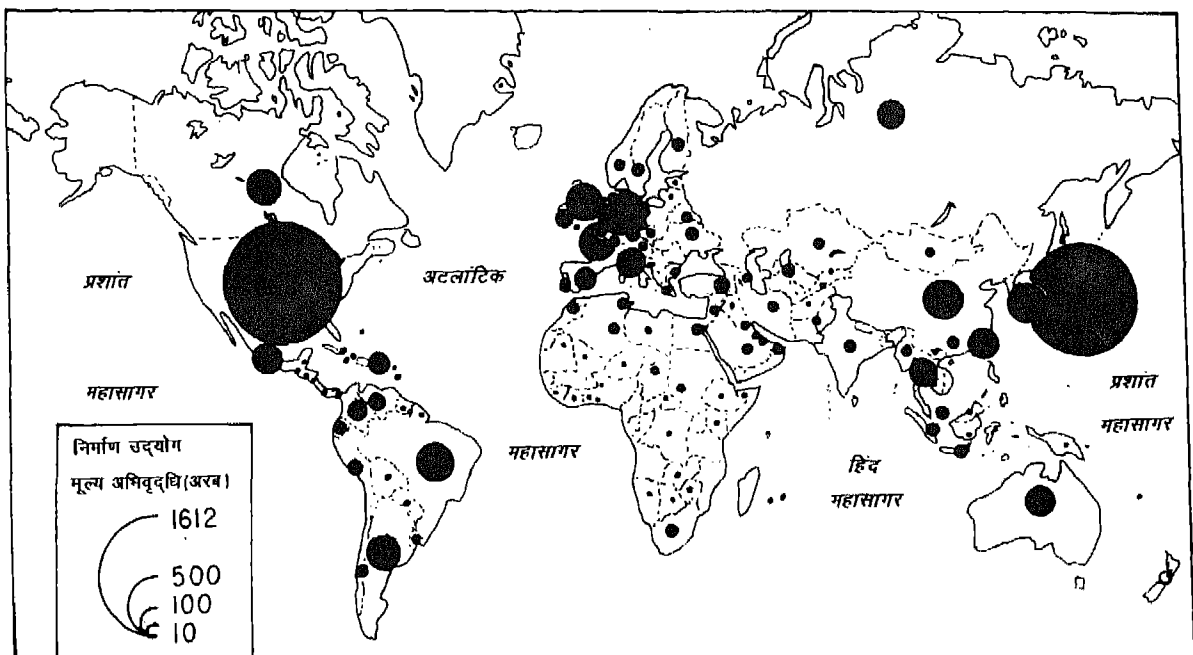 प्रशांत
महासागर
अटलांटिक
महासागर
हिंद
महासागर
प्रशांत
महासागर
निर्माण उद्योग
मूल्य अभिवृद्धि (अरब)
1612
500
100
10